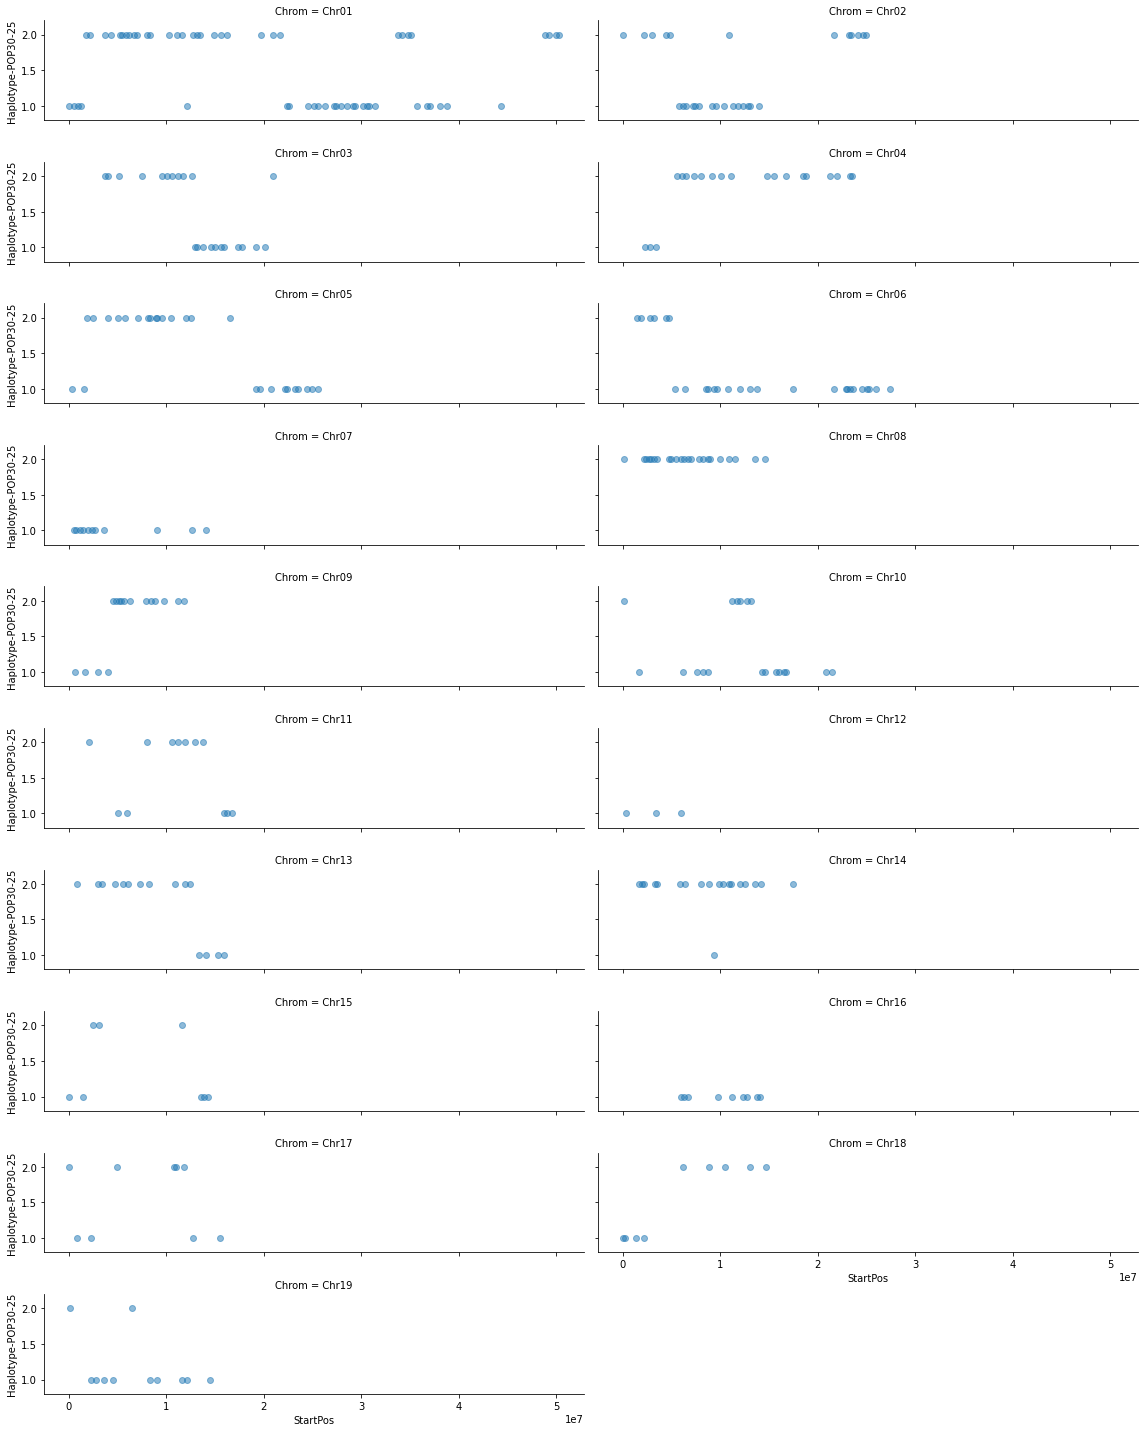 Chrom = Chr01
Chrom = Chr02
Haplotype-POP30-25
2.0
1.5
1.0
Chrom = Chr03
Chrom = Chr04
Haplotype-POP30-25
2.0
1.5
1.0
Chrom = Chr05
Chrom = Chr06
Haplotype-POP30-25
2.0
1.5
1.0
Chrom = Chr07
Chrom = Chr08
Haplotype-POP30-25
2.0
1.5
1.0
Chrom = Chr09
Chrom = Chr10
Haplotype-POP30-25
2.0
1.5
1.0
Chrom = Chr11
Chrom = Chr12
Haplotype-POP30-25
2.0
1.5
1.0
Chrom = Chr13
Chrom = Chr14
Haplotype-POP30-25
2.0
1.5
1.0
Chrom = Chr15
Chrom = Chr16
Haplotype-POP30-25
2.0
1.5
1.0
Chrom = Chr17
Chrom = Chr18
Haplotype-POP30-25
2.0
1.5
1.0
0 1 2 3 4 5
1e7
StartPos
Chrom = Chr19
Haplotype-POP30-25
2.0
1.5
1.0
0 1 2 3 4 5
1e7
StartPos